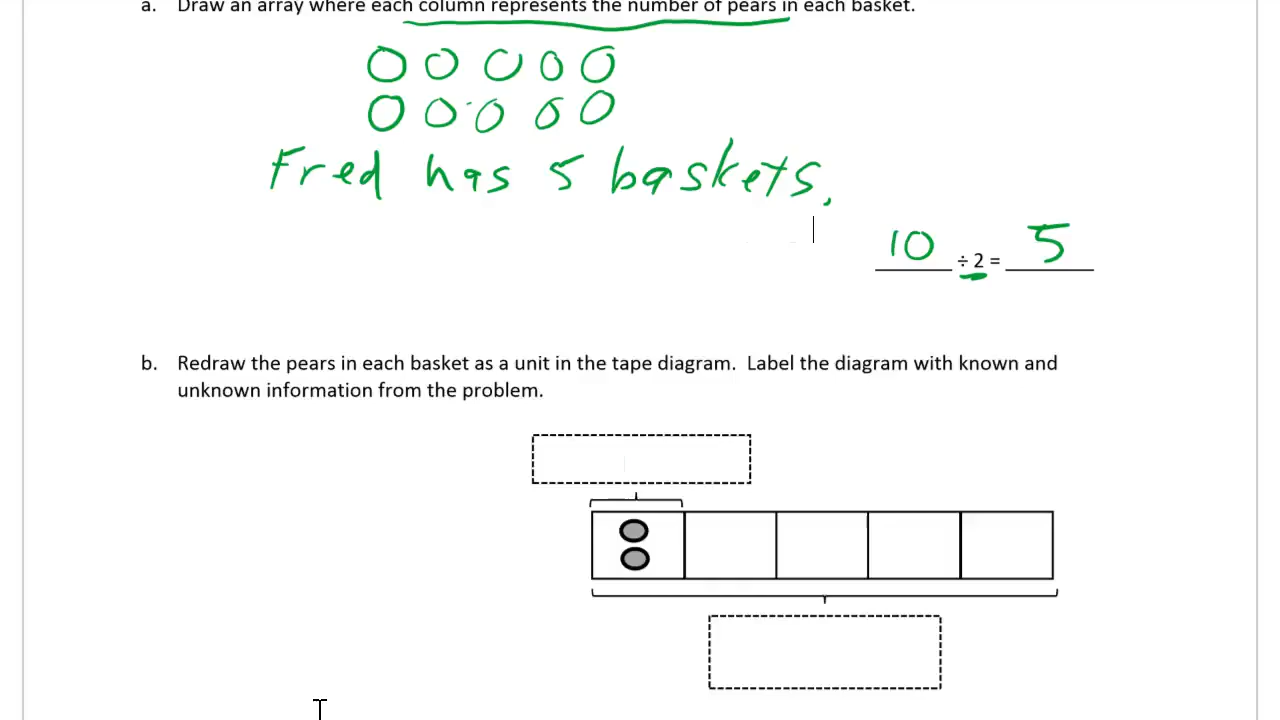 a. Draw an array where each column represents the number of pears in each basket.
Fred has 5 baskets.
10 ÷ 2 = 5
b. Redraw the pears in each basket as a unit in the tape diagram. Label the diagram with known and
unknown information from the problem.